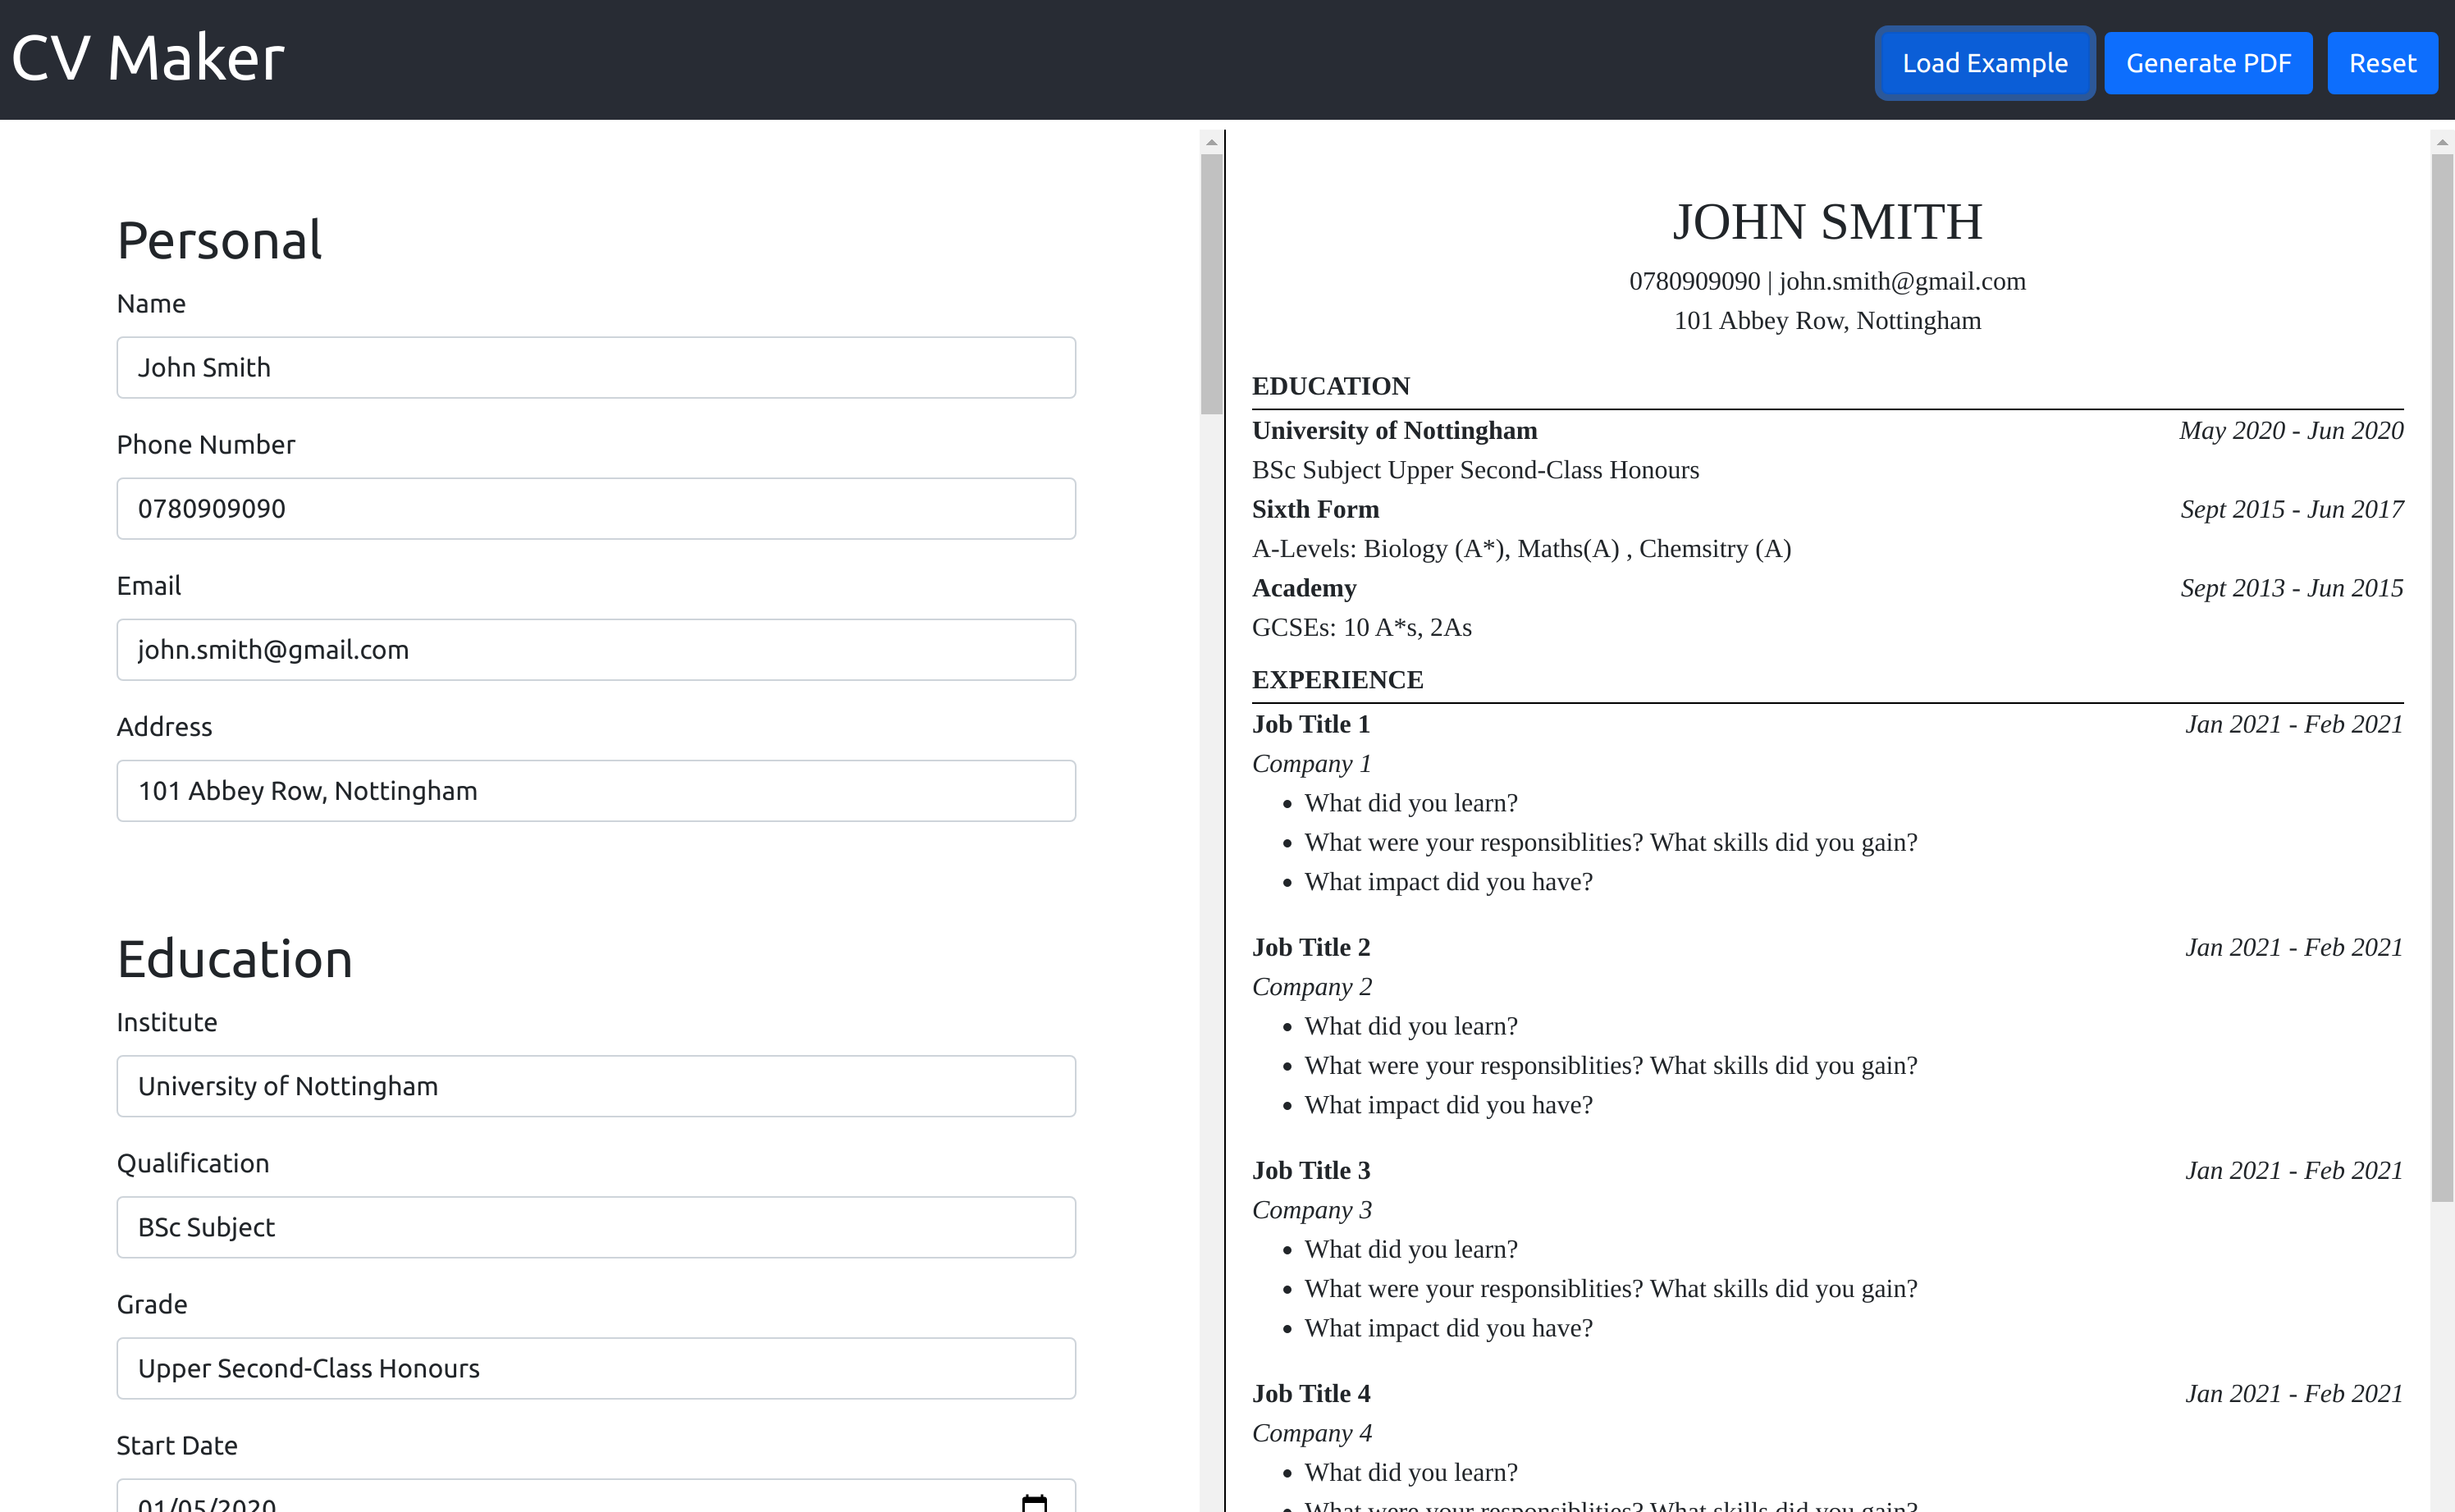 CV Maker
Load Example
Generate PDF
Reset
Personal
Name
John Smith
Phone Number
0780909090
Email
john.smith@gmail.com
Address
101 Abbey Row, Nottingham
Education
Institute
University of Nottingham
Qualification
BSc Subject
Grade
Upper Second-Class Honours
Start Date
01/05/2020
JOHN SMITH
0780909090 | john.smith@gmail.com
101 Abbey Row, Nottingham
EDUCATION
University of Nottingham May 2020 - Jun 2020
BSc Subject Upper Second-Class Honours
Sixth Form Sept 2015 - Jun 2017
A-Levels: Biology (A*), Maths(A) , Chemsitry (A)
Academy Sept 2013 - Jun 2015
GCSEs: 10 A*s, 2As
EXPERIENCE
Job Title 1 Jan 2021 - Feb 2021
Company 1
• What did you learn?
• What were your responsiblities? What skills did you gain?
• What impact did you have?
Job Title 2 Jan 2021 - Feb 2021
Company 2
• What did you learn?
• What were your responsiblities? What skills did you gain?
• What impact did you have?
Job Title 3 Jan 2021 - Feb 2021
Company 3
• What did you learn?
• What were your responsiblities? What skills did you gain?
• What impact did you have?
Job Title 4 Jan 2021 - Feb 2021
Company 4
• What did you learn?
• What were your responsiblities? What skills did you gain?